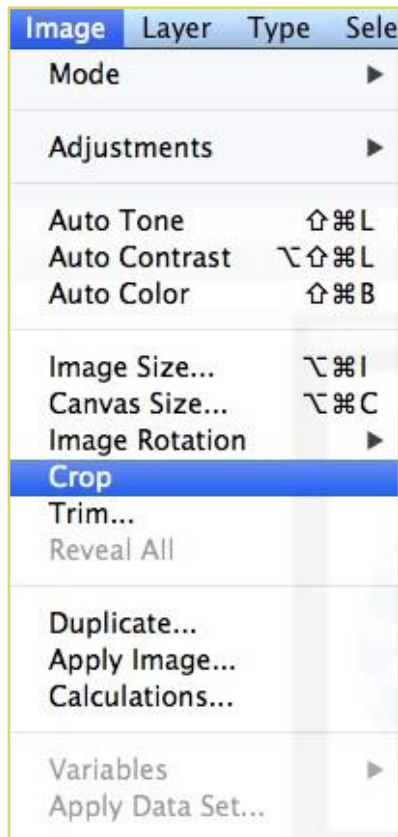 Image Layer Type Sele
Mode ▶
Adjustments ▶
Auto Tone ⇧⌘L
Auto Contrast ⌥⇧⌘L
Auto Color ⇧⌘B
Image Size... ⌥⌘I
Canvas Size... ⌥⌘C
Image Rotation ▶
Crop
Trim...
Reveal All
Duplicate...
Apply Image...
Calculations...
Variables ▶
Apply Data Set...